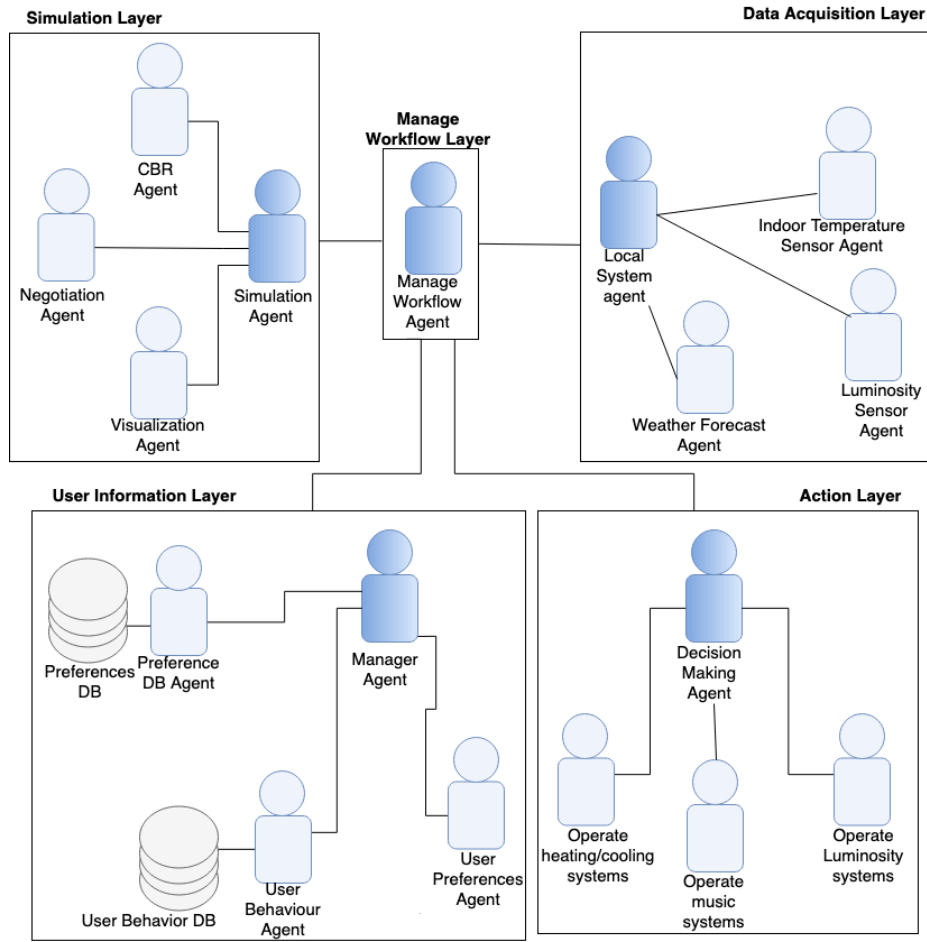 Simulation Layer
Data Acquisition Layer
Manage
Workflow Layer
CBR
Agent
Negotiation
Agent
Simulation
Agent
Visualization
Agent
Manage
Workflow
Agent
Local
System
agent
Indoor Temperature
Sensor Agent
Weather Forecast
Agent
Luminosity
Sensor
Agent
User Information Layer
Action Layer
Preferences
DB
Preference
DB Agent
Manager
Agent
User Behavior DB
User
Behaviour
Agent
User
Preferences
Agent
Decision
Making
Agent
Operate
heating/cooling
systems
Operate
music
systems
Operate
Luminosity
systems